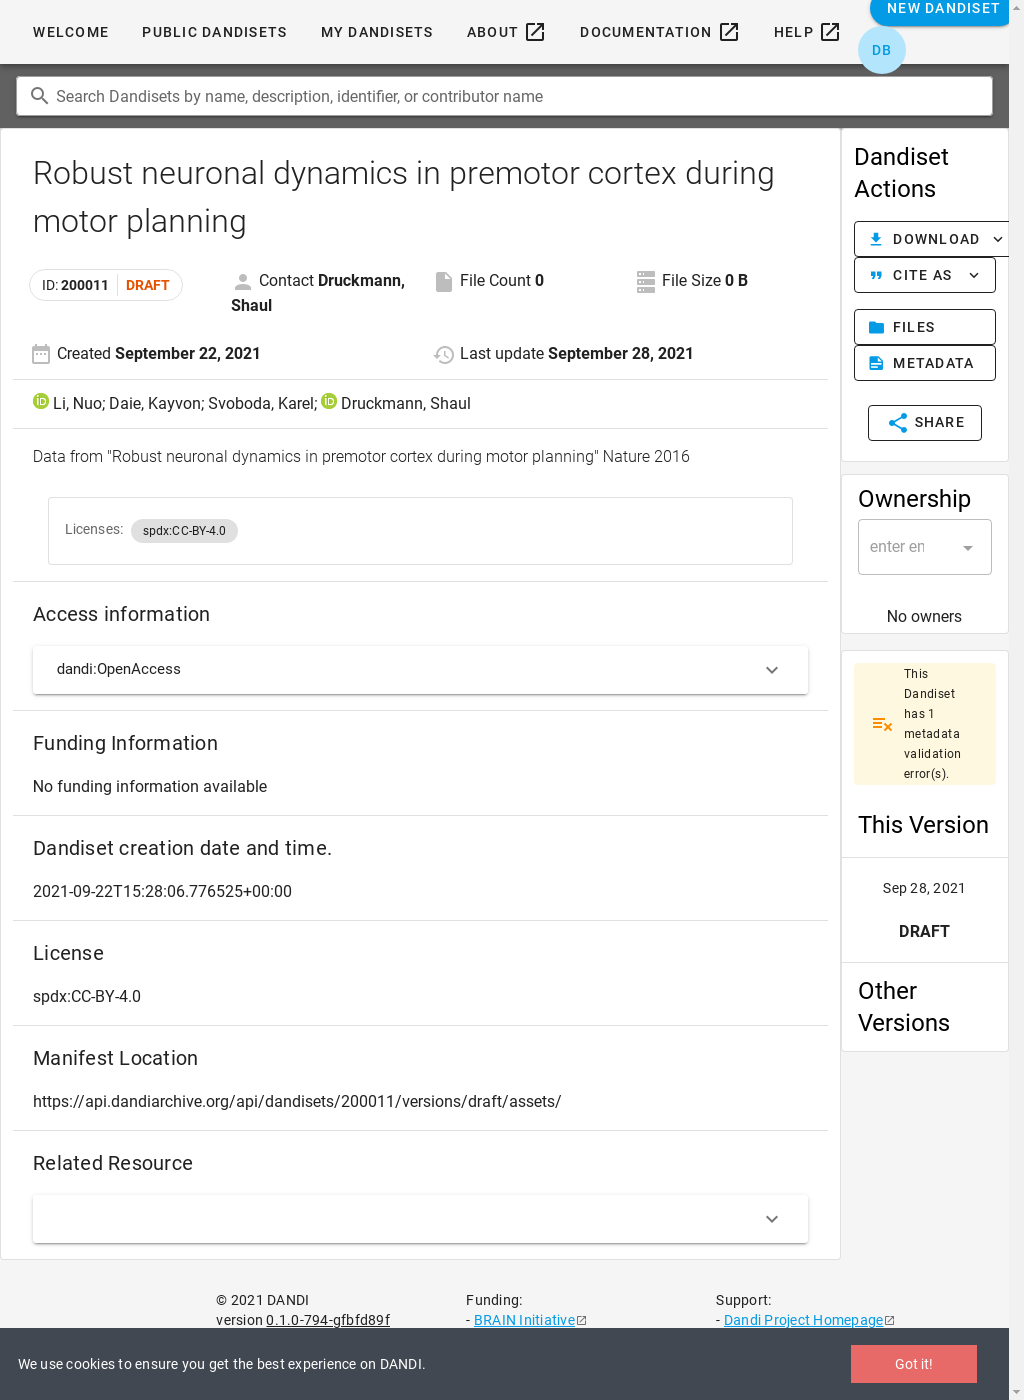 WELCOME PUBLIC DANDISETS MY DANDISETS ABOUT DOCUMENTATION HELP NEW DANDISET
DB
Search Dandisets by name, description, identifier, or contributor name
Robust neuronal dynamics in premotor cortex during
motor planning
ID: 200011 DRAFT
Contact Druckmann,
Shaul
File Count 0
File Size 0 B
Created September 22, 2021
Last update September 28, 2021
Li, Nuo; Daie, Kayvon; Svoboda, Karel; Druckmann, Shaul
Data from "Robust neuronal dynamics in premotor cortex during motor planning" Nature 2016
Licenses: spdx:CC-BY-4.0
Access information
dandi:OpenAccess
Funding Information
No funding information available
Dandiset creation date and time.
2021-09-22T15:28:06.776525+00:00
License
spdx:CC-BY-4.0
Manifest Location
https://api.dandiarchive.org/api/dandisets/200011/versions/draft/assets/
Related Resource
Dandiset
Actions
DOWNLOAD
CITE AS
FILES
METADATA
SHARE
Ownership
enter en
No owners
This
Dandiset
has 1
metadata
validation
error(s).
This Version
Sep 28, 2021
DRAFT
Other
Versions
© 2021 DANDI
version 0.1.0-794-gfbfd89f
Funding:
- BRAIN Initiative
Support:
- Dandi Project Homepage
We use cookies to ensure you get the best experience on DANDI.
Got it!